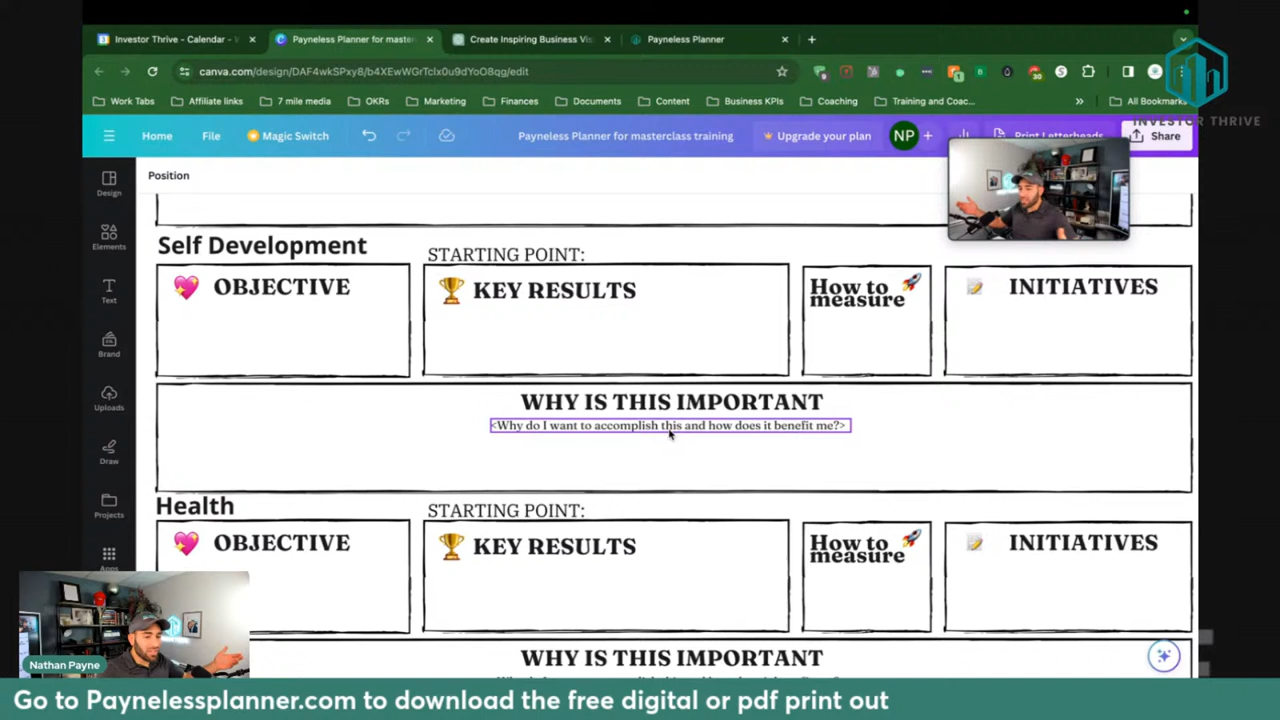 Investor Thrive - Calendar -
Payneless Planner for master
Create Inspiring Business Vis
Payneless Planner
canva.com/design/DAF4wkSPxy8/b4XEwWGrTcIx0u9dYoO8qg/edit
Work Tabs
Affiliate links
7 mile media
OKRs
Marketing
Finances
Documents
Content
Business KPIs
Coaching
Training and Coac...
All Bookmarks
INVESTOR THRIVE
Home
File
Magic Switch
Payneless Planner for masterclass training
Upgrade your plan
NP
Print Letterheads
Share
Position
Design
Elements
Text
Brand
Uploads
Draw
Projects
Apps
Self Development
STARTING POINT:
OBJECTIVE
KEY RESULTS
How to
measure
INITIATIVES
WHY IS THIS IMPORTANT
<Why do I want to accomplish this and how does it benefit me?>
Health
STARTING POINT:
OBJECTIVE
KEY RESULTS
How to
measure
INITIATIVES
WHY IS THIS IMPORTANT
Nathan Payne
Go to Paynelessplanner.com to download the free digital or pdf print out